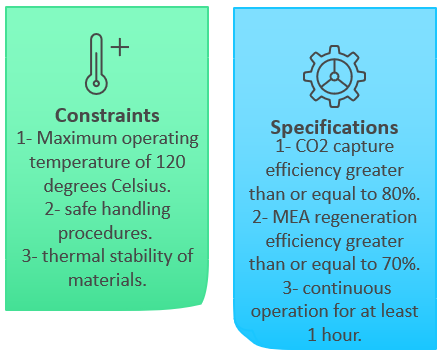 Constraints
1- Maximum operating
temperature of 120
degrees Celsius.
2- safe handling
procedures.
3- thermal stability of
materials.
Specifications
1- CO2 capture
efficiency greater
than or equal to 80%.
2- MEA regeneration
efficiency greater
than or equal to 70%.
3- continuous
operation for at least
1 hour.